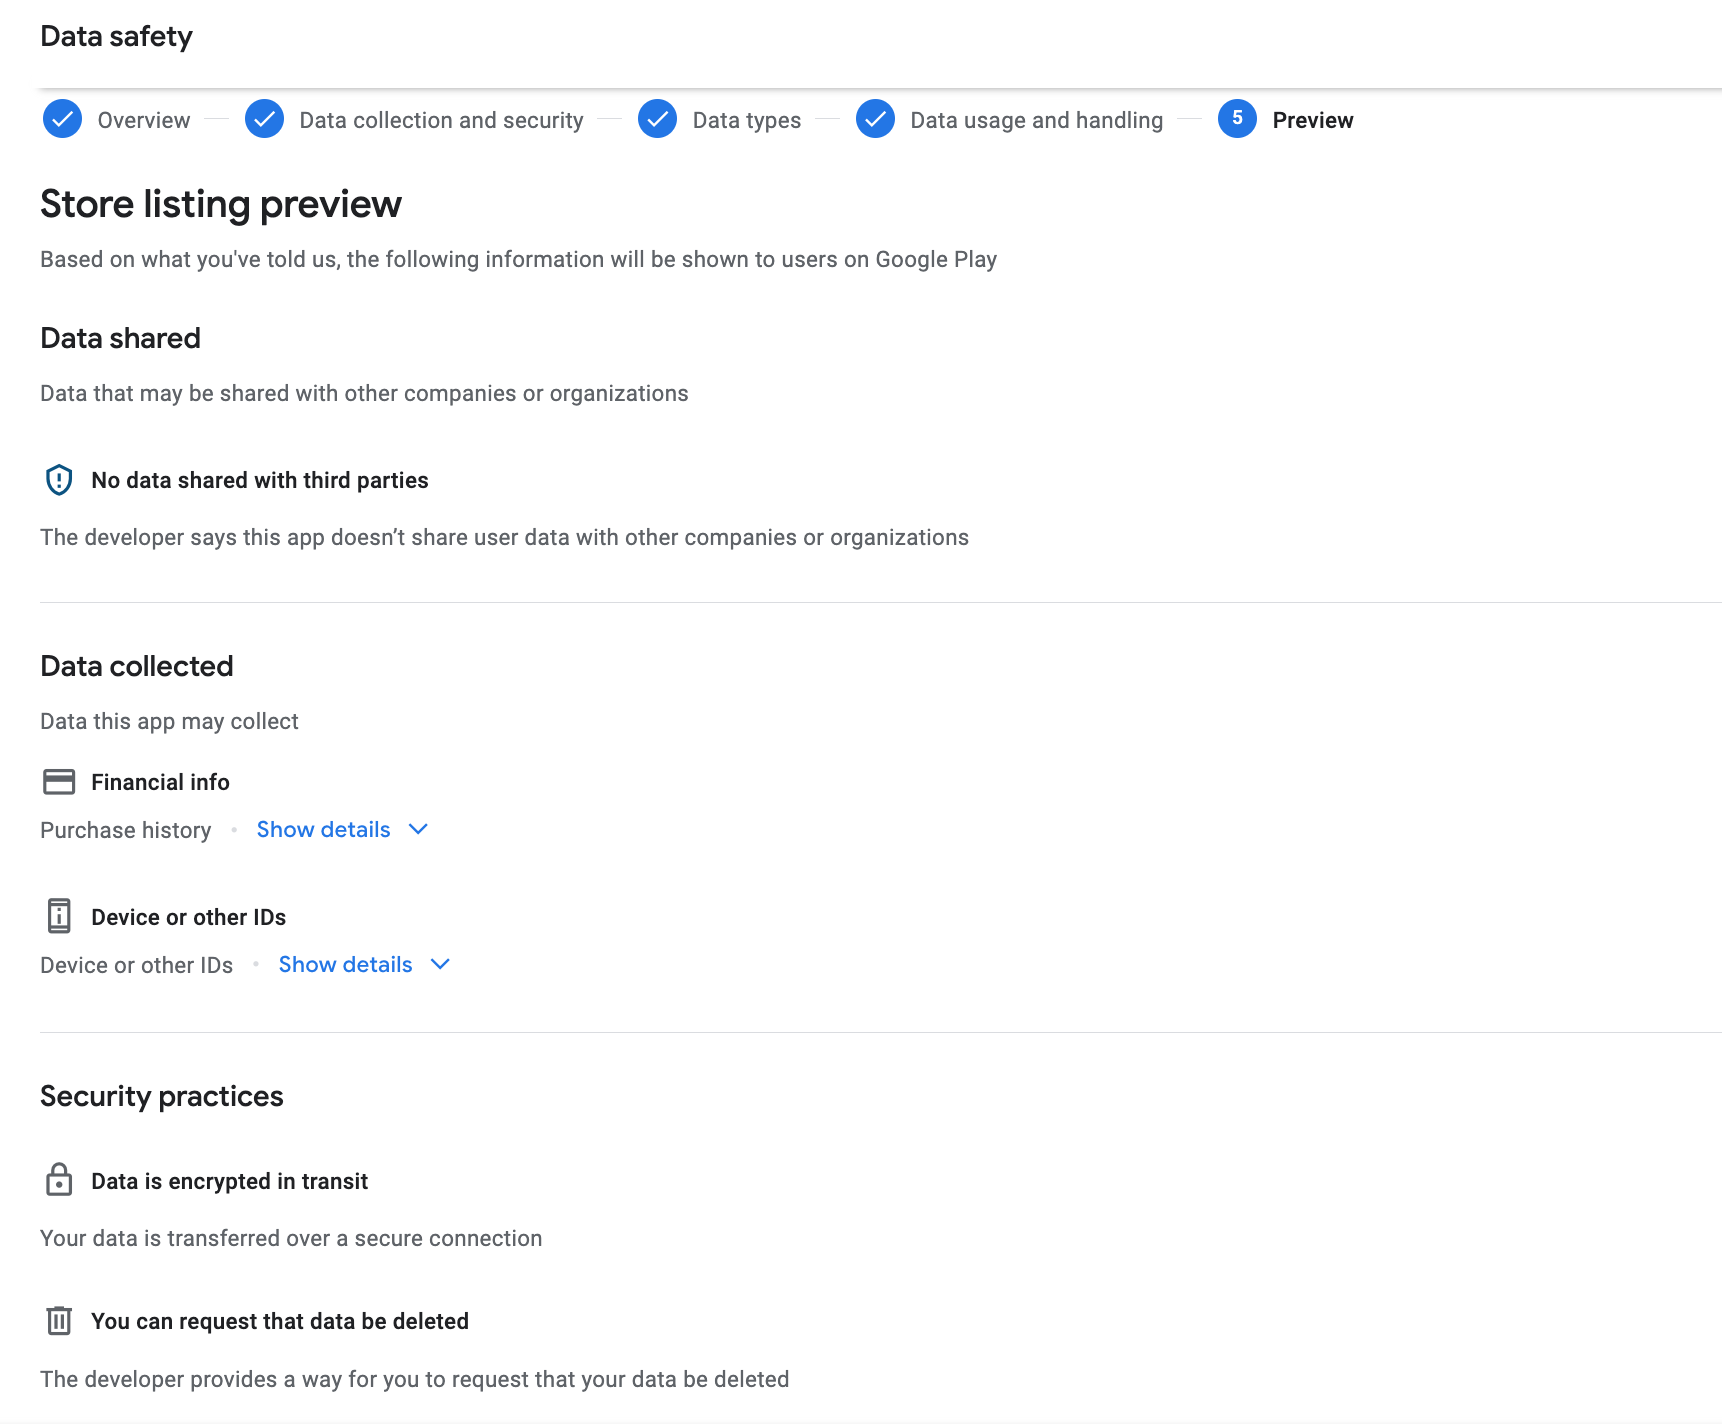 Data safety
Overview
Data collection and security
Data types
Data usage and handling
5
Preview
Store listing preview
Based on what you've told us, the following information will be shown to users on Google Play
Data shared
Data that may be shared with other companies or organizations
No data shared with third parties
The developer says this app doesn’t share user data with other companies or organizations
Data collected
Data this app may collect
Financial info
Purchase history • Show details
Device or other IDs
Device or other IDs • Show details
Security practices
Data is encrypted in transit
Your data is transferred over a secure connection
You can request that data be deleted
The developer provides a way for you to request that your data be deleted